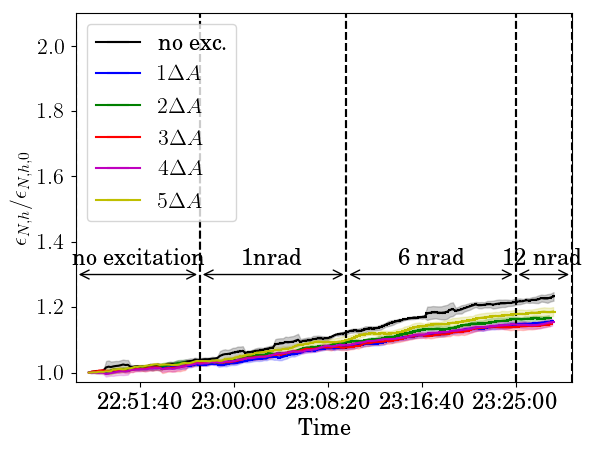 2.0
1.8
1.6
1.4
1.2
1.0
ϵN,h/ϵN,h,0
no exc.
1ΔA
2ΔA
3ΔA
4ΔA
5ΔA
no excitation
1nrad
6 nrad
12 nrad
22:51:40 23:00:00 23:08:20 23:16:40 23:25:00
Time